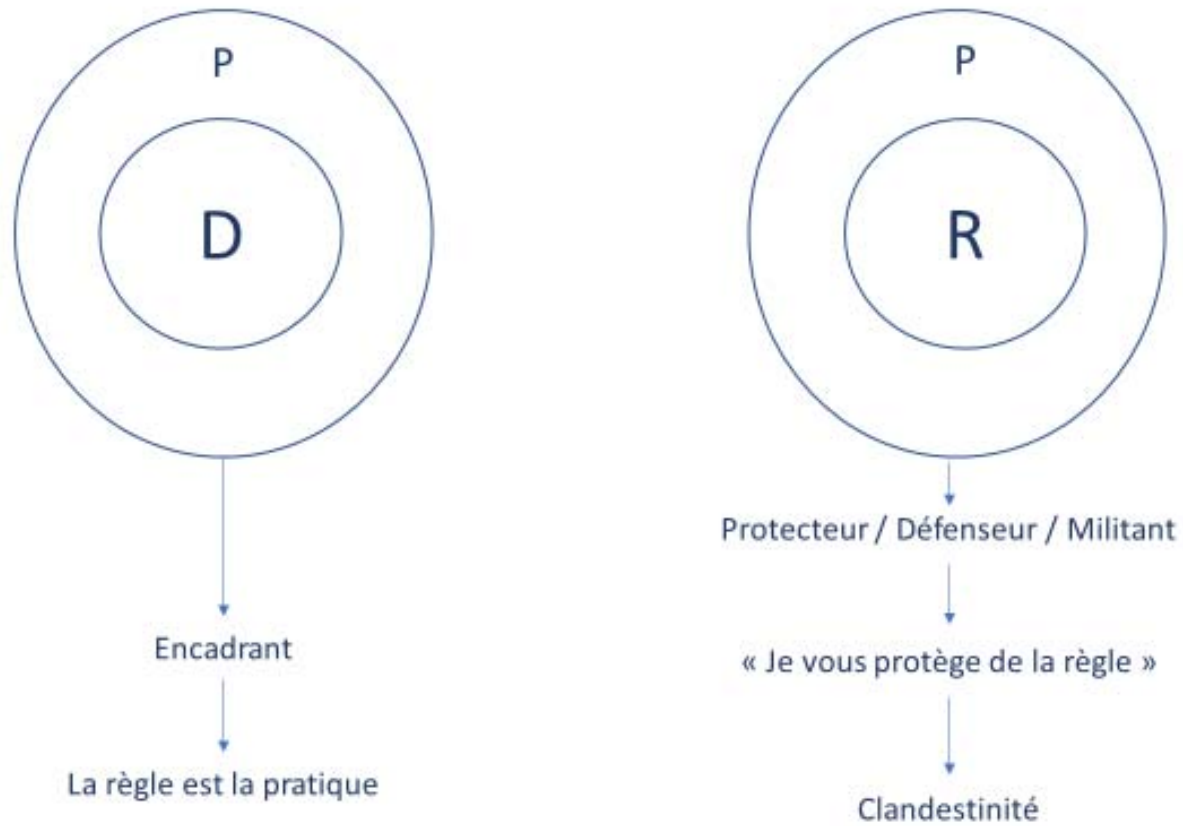 P
D
Encadrant
La règle est la pratique
P
R
Protecteur / Défenseur / Militant
« Je vous protège de la règle »
Clandestinité